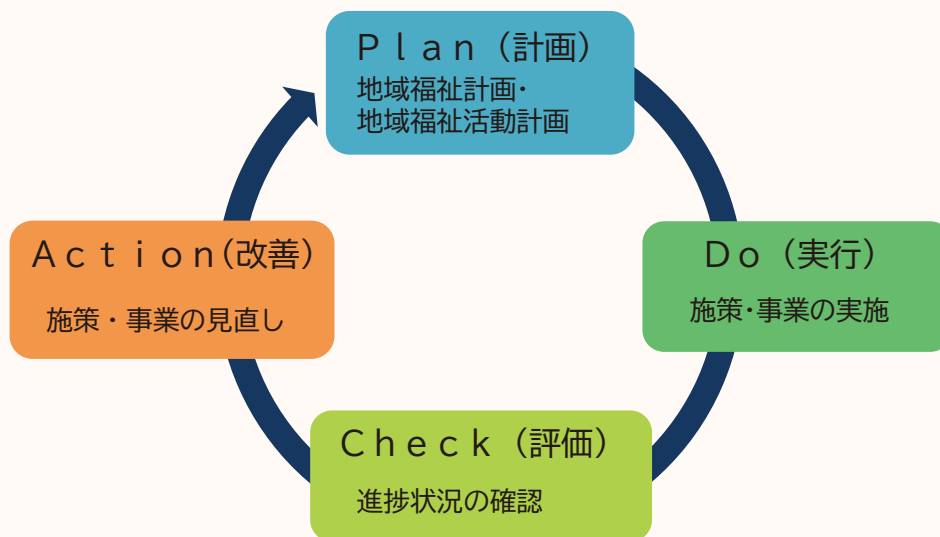 Ｐｌａｎ（計画）
地域福祉計画・
地域福祉活動計画
Ａｃｔｉｏｎ（改善）
施策・事業の見直し
Ｄｏ（実行）
施策・事業の実施
Ｃｈｅｃｋ（評価）
進捗状況の確認